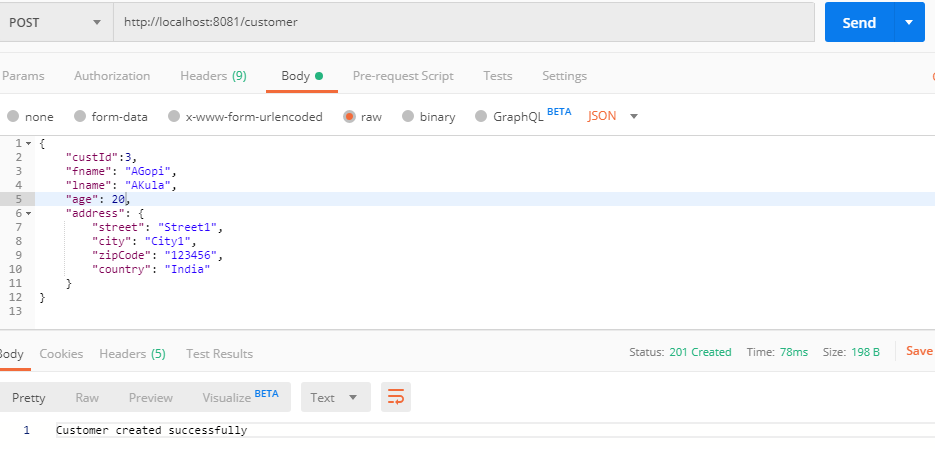 POST http://localhost:8081/customer Send
Params Authorization Headers (9) Body Pre-request Script Tests Settings
none form-data x-www-form-urlencoded raw binary GraphQL BETA JSON
1 {
2 "custId":3,
3 "fname": "AGopi",
4 "lname": "AKula",
5 "age": 20,
6 "address": {
7 "street": "Street1",
8 "city": "City1",
9 "zipCode": "123456",
10 "country": "India"
11 }
12 }
13
Body Cookies Headers (5) Test Results Status: 201 Created Time: 78ms Size: 198 B Save
Pretty Raw Preview Visualize BETA Text
1 Customer created successfully